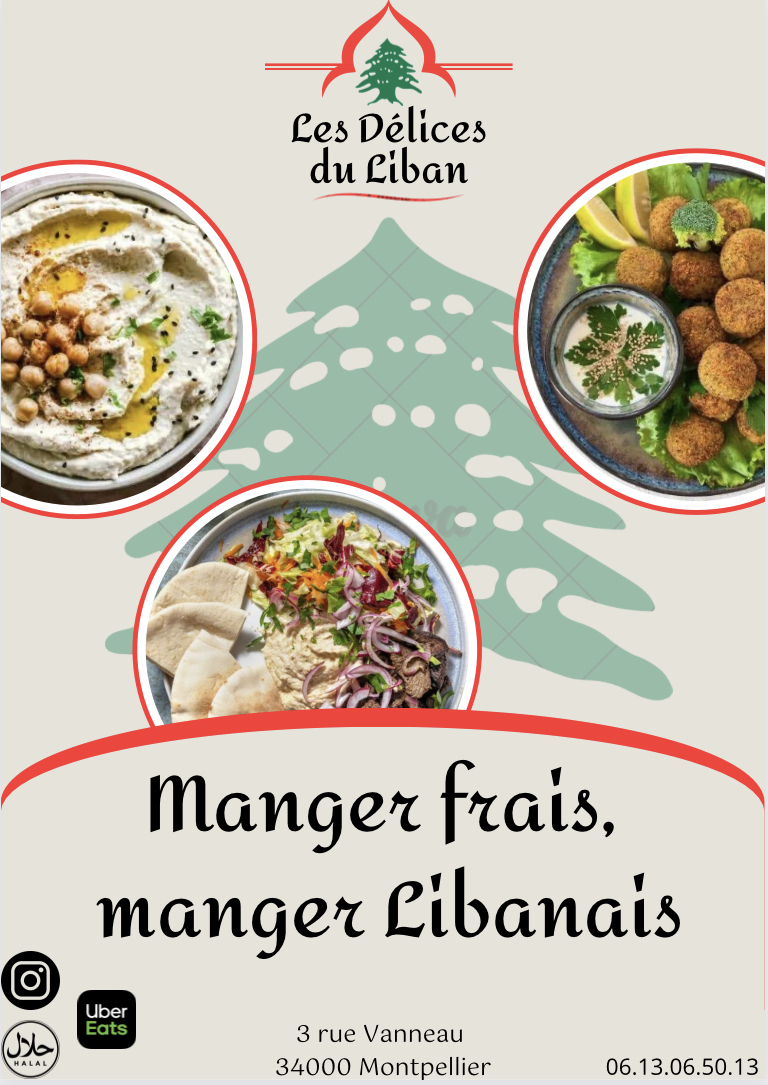 Les Délices
du Liban
Manger frais,
manger Libanais
Uber
Eats
حلال
HALAL
3 rue Vanneau
34000 Montpellier
06.13.06.50.13